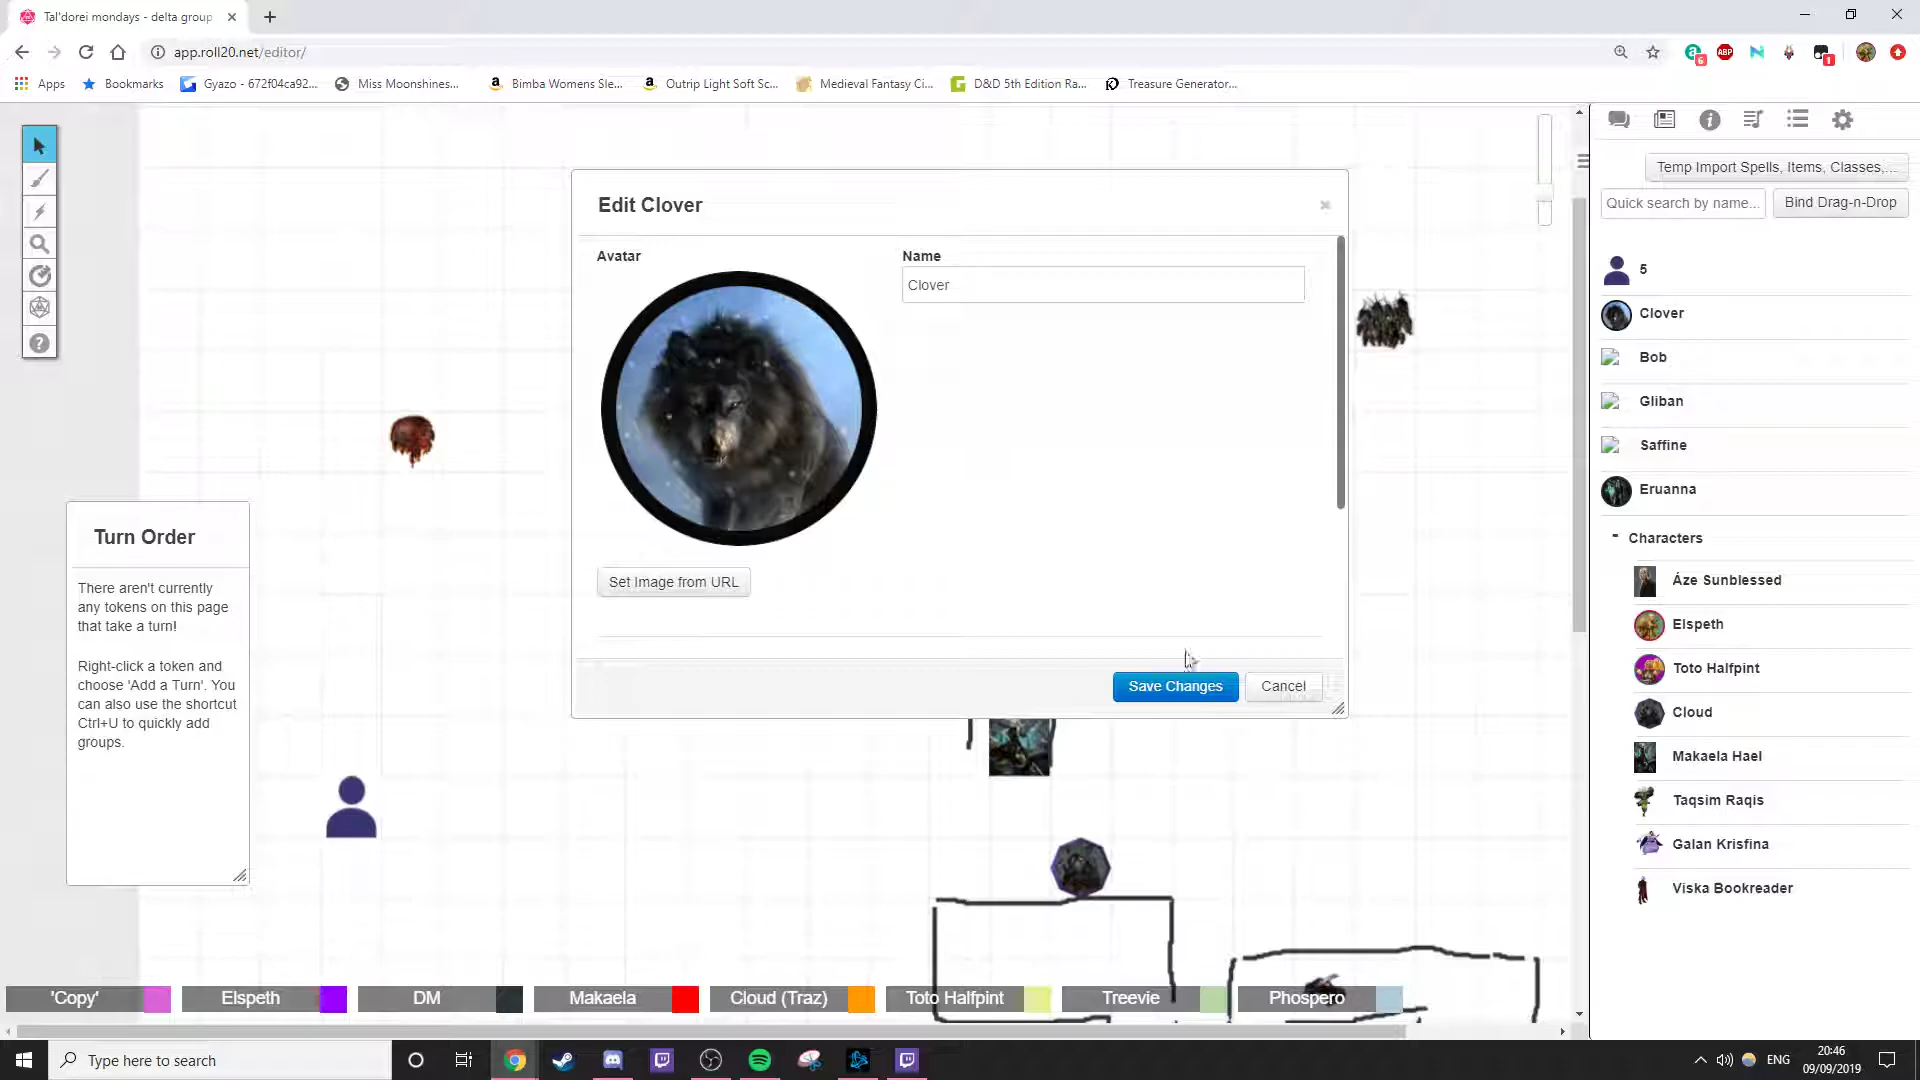 Tal'dorei mondays - delta group
app.roll20.net/editor/
6
ABP
1
Apps
Bookmarks
Gyazo - 672f04ca92...
Miss Moonshines...
Bimba Womens Sle...
Outrip Light Soft Sc...
Medieval Fantasy Ci...
D&D 5th Edition Ra...
Treasure Generator...
Temp Import Spells, Items, Classes,...
Quick search by name...
Bind Drag-n-Drop
Edit Clover
Avatar
Name
Clover
Set Image from URL
Save Changes
Cancel
5
Clover
Bob
Gliban
Saffine
Eruanna
Characters
Áze Sunblessed
Elspeth
Toto Halfpint
Cloud
Makaela Hael
Taqsim Raqis
Galan Krisfina
Viska Bookreader
Turn Order
There aren't currently
any tokens on this page
that take a turn!
Right-click a token and
choose 'Add a Turn'. You
can also use the shortcut
Ctrl+U to quickly add
groups.
'Copy'
Elspeth
DM
Makaela
Cloud (Traz)
Toto Halfpint
Treevie
Phospero
Type here to search
ENG
20:46
09/09/2019